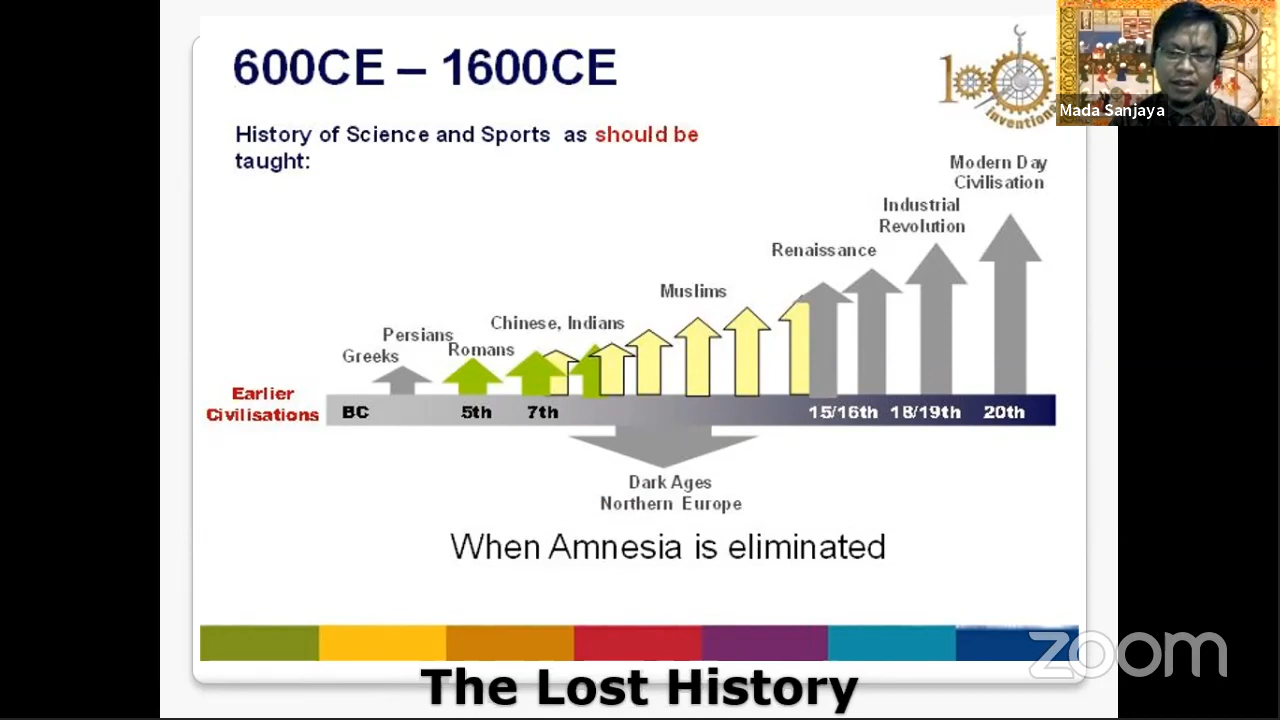 600CE – 1600CE
History of Science and Sports as should be
taught:
100
Inventions
Mada Sanjaya
Modern Day
Civilisation
Industrial
Revolution
Renaissance
Muslims
Chinese, Indians
Persians
Romans
Greeks
Earlier
Civilisations
BC 5th 7th 15/16th 18/19th 20th
Dark Ages
Northern Europe
When Amnesia is eliminated
zoom
The Lost History